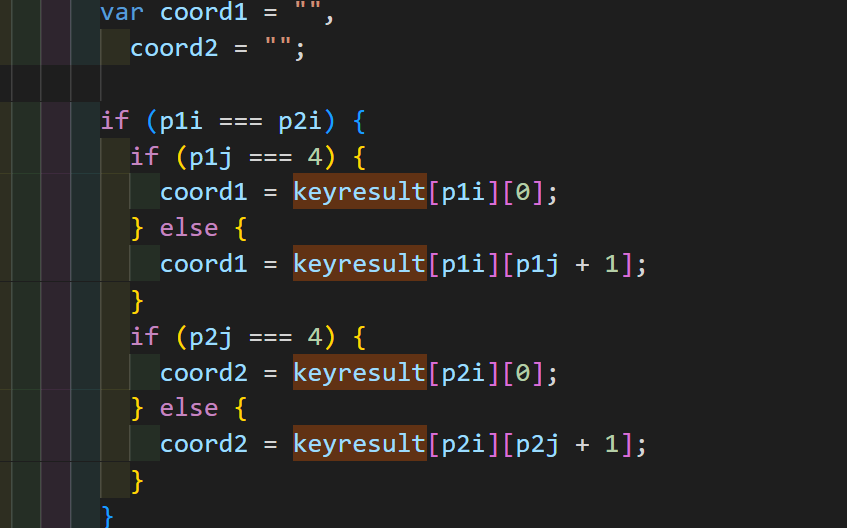 var coord1 = "",
coord2 = "";
if (p1i === p2i) {
if (p1j === 4) {
coord1 = keyresult[p1i][0];
} else {
coord1 = keyresult[p1i][p1j + 1];
}
if (p2j === 4) {
coord2 = keyresult[p2i][0];
} else {
coord2 = keyresult[p2i][p2j + 1];
}
}